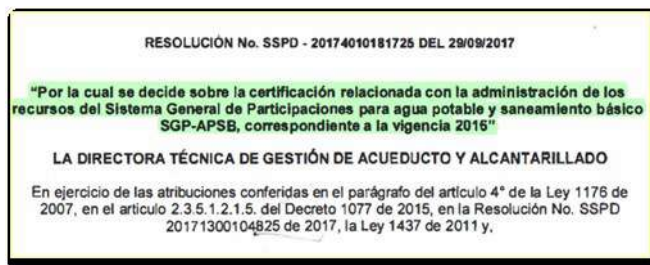 RESOLUCIÓN No. SSPD - 20174010181725 DEL 29/09/2017
“Por la cual se decide sobre la certificación relacionada con la administración de los
recursos del Sistema General de Participaciones para agua potable y saneamiento básico
SGP-APSB, correspondiente a la vigencia 2016”
LA DIRECTORA TÉCNICA DE GESTIÓN DE ACUEDUCTO Y ALCANTARILLADO
En ejercicio de las atribuciones conferidas en el parágrafo del artículo 4° de la Ley 1176 de
2007, en el articulo 2.3.5.1.2.1.5. del Decreto 1077 de 2015, en la Resolución No. SSPD
20171300104825 de 2017, la Ley 1437 de 2011 y,